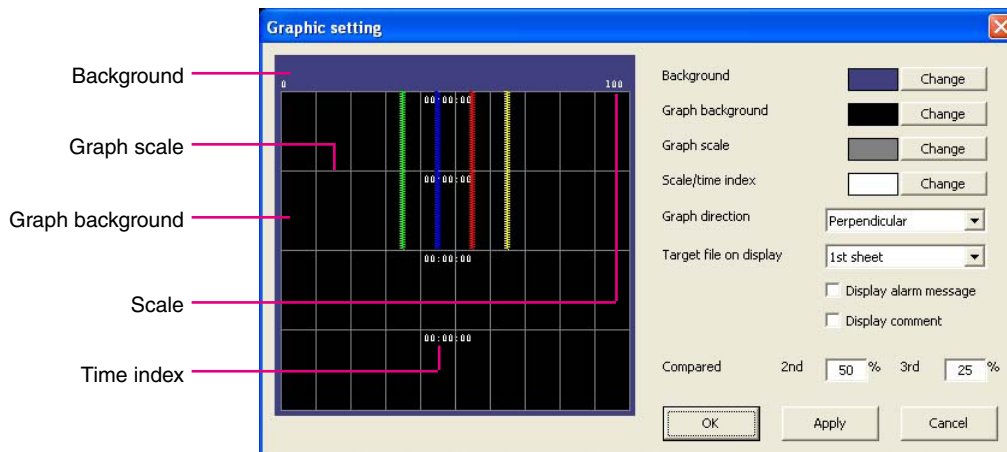 Graphic setting
Background
0 100
00:00:00
Graph scale
00:00:00
Graph background
00:00:00
Scale
00:00:00
Time index
Background Change
Graph background Change
Graph scale Change
Scale/time index Change
Graph direction Perpendicular
Target file on display 1st sheet
Display alarm message
Display comment
Compared 2nd 50 % 3rd 25 %
OK Apply Cancel